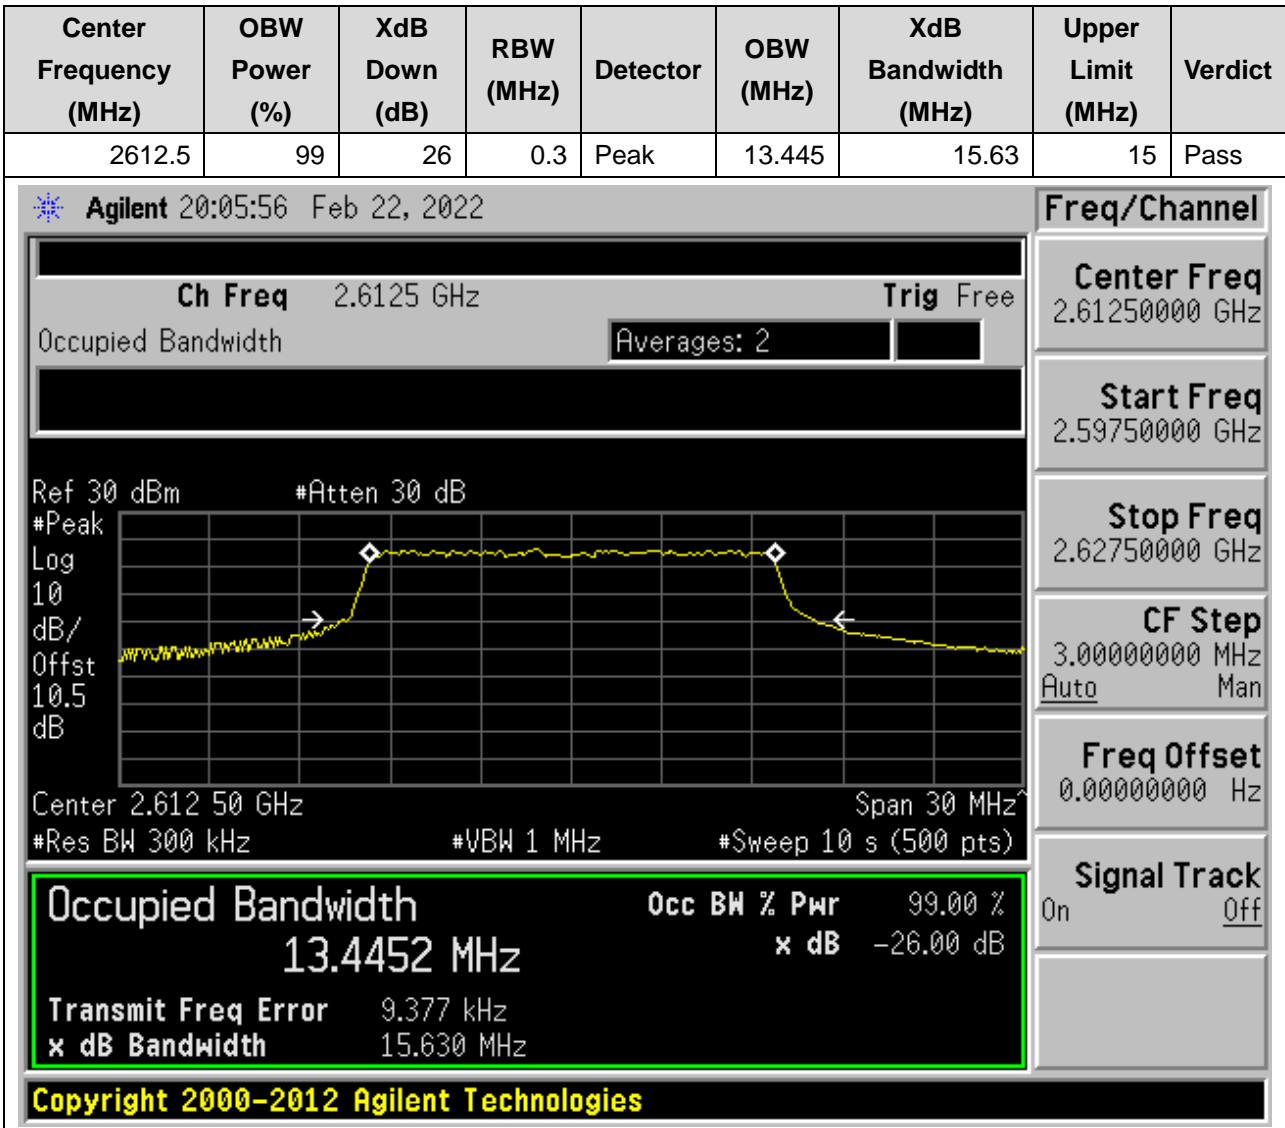 Center Frequency (MHz) OBW Power (%) XdB Down (dB) RBW (MHz) Detector OBW (MHz) XdB Bandwidth (MHz) Upper Limit (MHz) Verdict
2612.5 99 26 0.3 Peak 13.445 15.63 15 Pass
Agilent 20:05:56 Feb 22, 2022
Freq/Channel
Ch Freq 2.6125 GHz Trig Free
Occupied Bandwidth Averages: 2
Ref 30 dBm #Atten 30 dB
#Peak
Log
10
dB/
Offst
10.5
dB
Center 2.612 50 GHz Span 30 MHz^
#Res BW 300 kHz #VBW 1 MHz #Sweep 10 s (500 pts)
Occupied Bandwidth Occ BW % Pwr 99.00 %
13.4452 MHz x dB -26.00 dB
Transmit Freq Error 9.377 kHz
x dB Bandwidth 15.630 MHz
Center Freq
2.61250000 GHz
Start Freq
2.59750000 GHz
Stop Freq
2.62750000 GHz
CF Step
3.00000000 MHz
Auto Man
Freq Offset
0.00000000 Hz
Signal Track
On Off
Copyright 2000-2012 Agilent Technologies